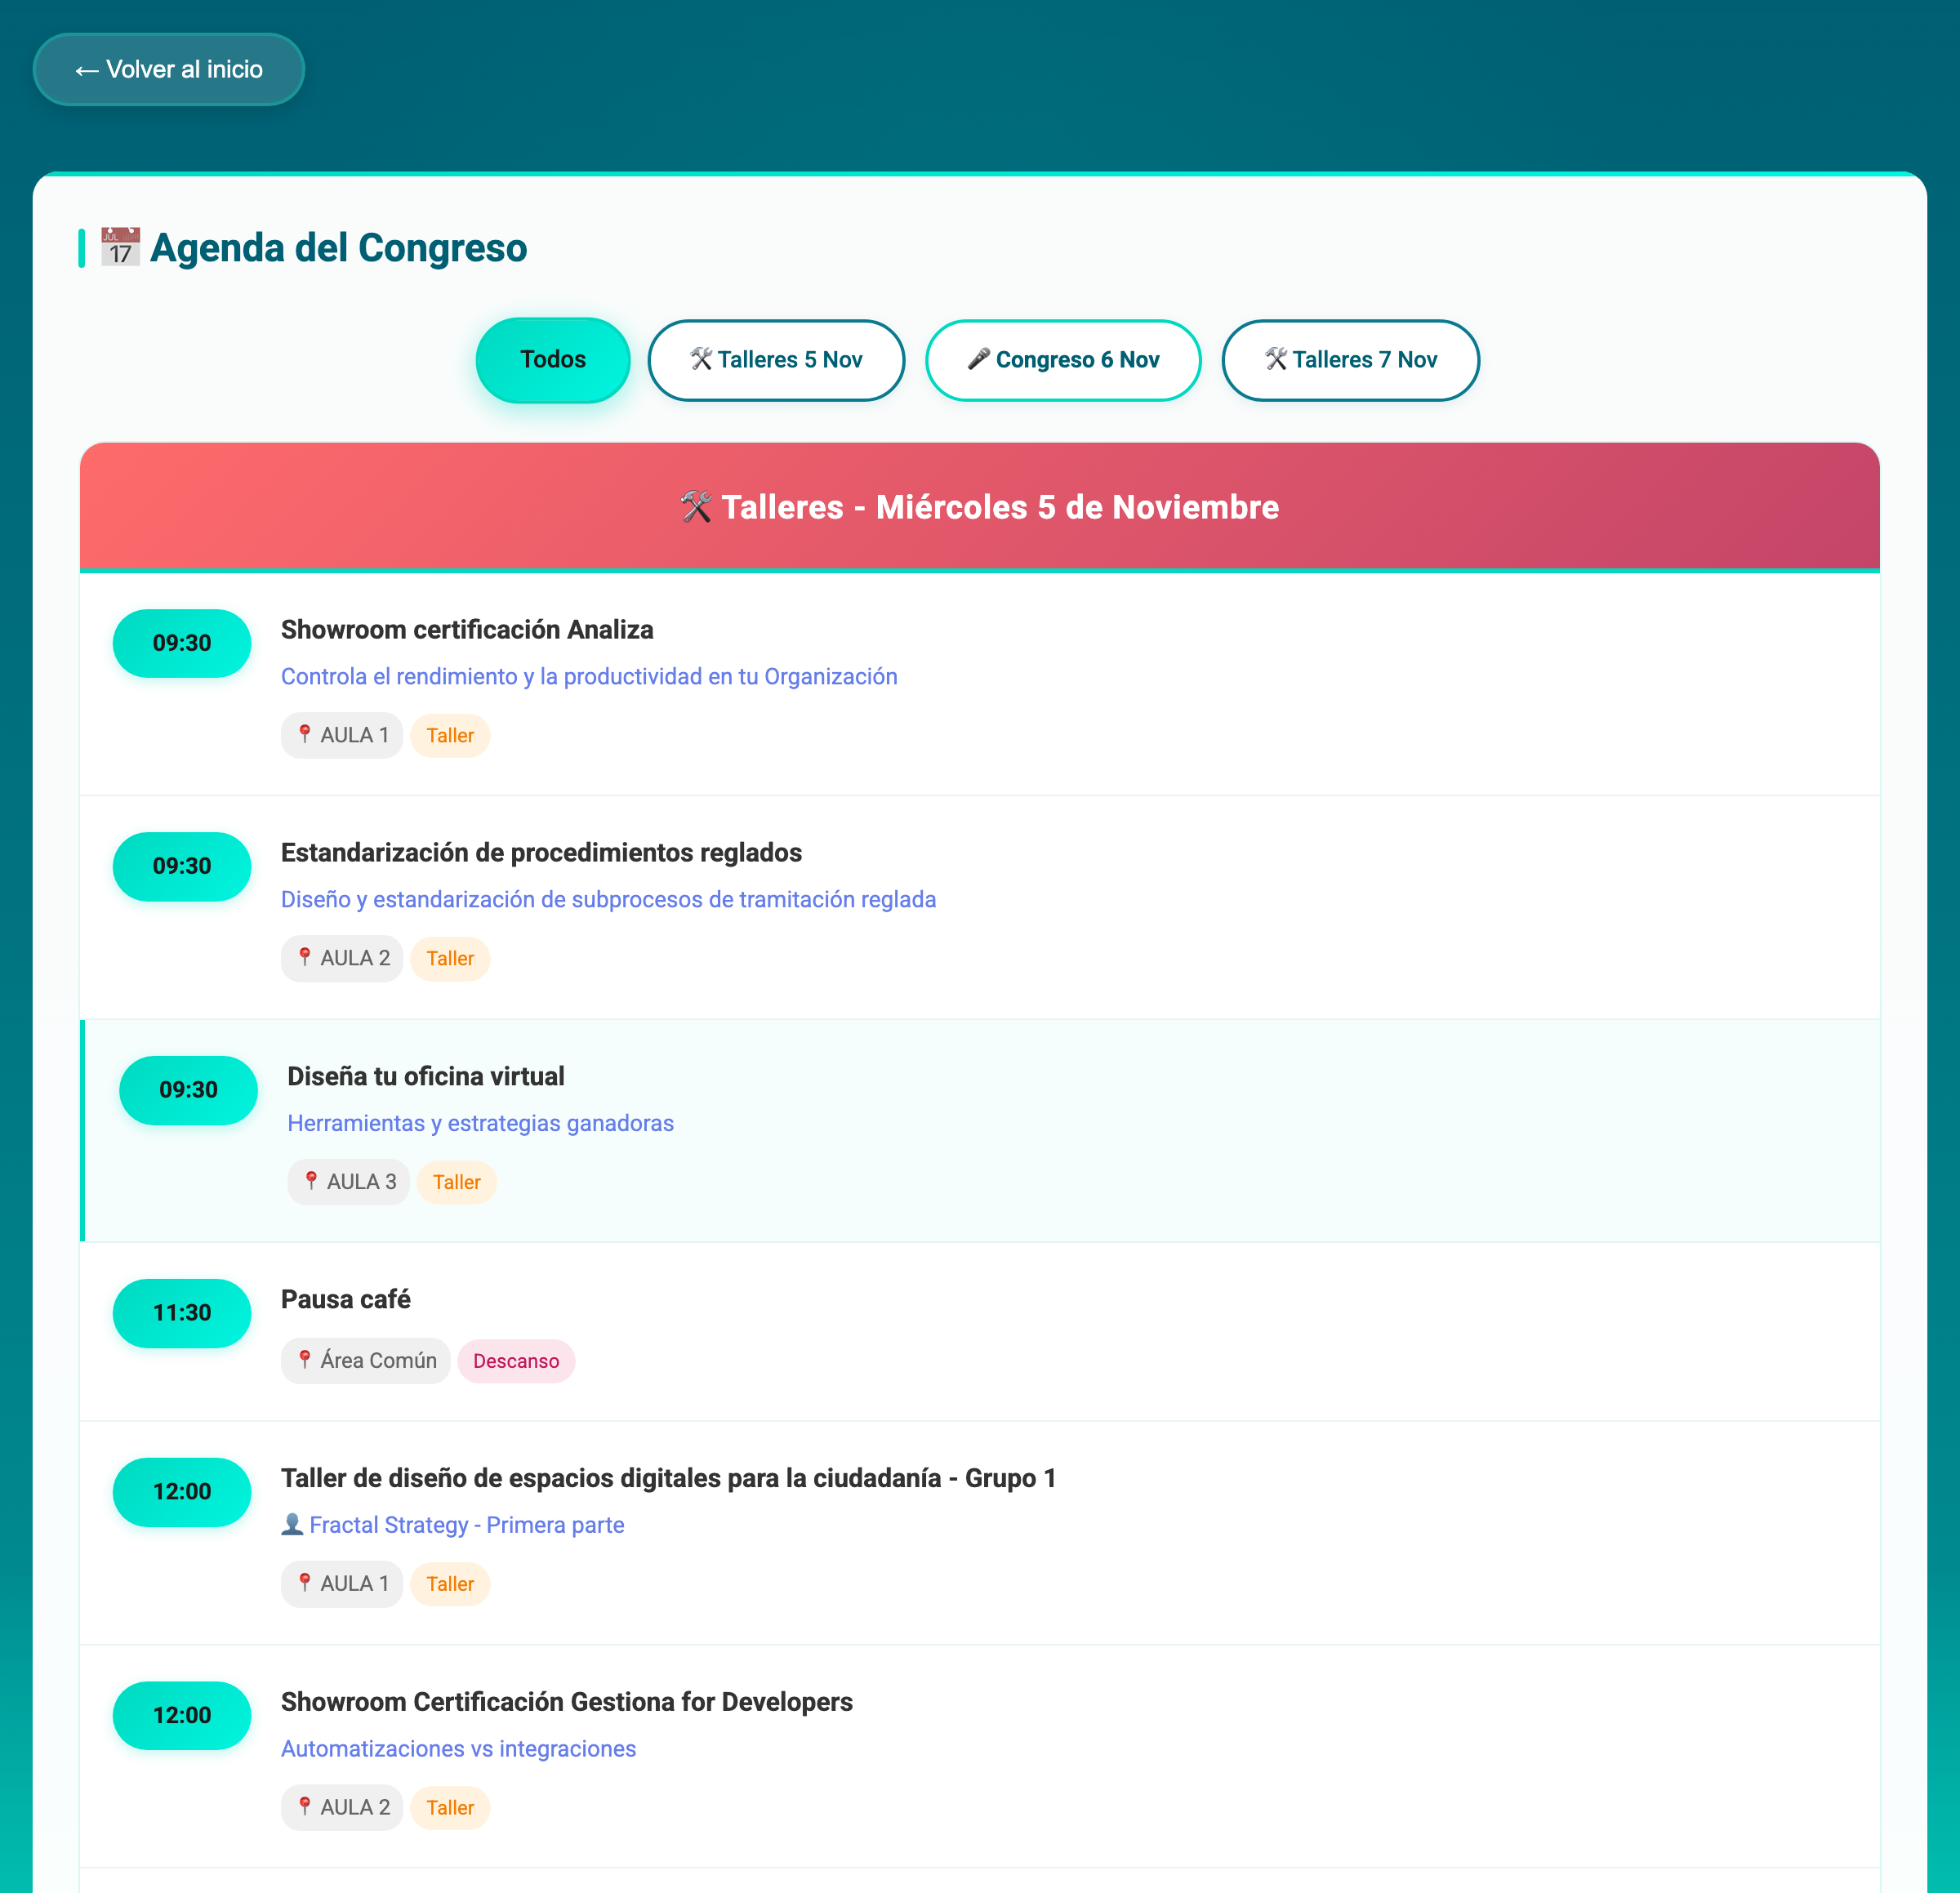 ← Volver al inicio
📅 Agenda del Congreso
Todos
🛠️ Talleres 5 Nov
🎤 Congreso 6 Nov
🛠️ Talleres 7 Nov
🛠️ Talleres - Miércoles 5 de Noviembre
09:30
Showroom certificación Analiza
Controla el rendimiento y la productividad en tu Organización
📍 AULA 1
Taller
09:30
Estandarización de procedimientos reglados
Diseño y estandarización de subprocesos de tramitación reglada
📍 AULA 2
Taller
09:30
Diseña tu oficina virtual
Herramientas y estrategias ganadoras
📍 AULA 3
Taller
11:30
Pausa café
📍 Área Común
Descanso
12:00
Taller de diseño de espacios digitales para la ciudadanía - Grupo 1
👤 Fractal Strategy - Primera parte
📍 AULA 1
Taller
12:00
Showroom Certificación Gestiona for Developers
Automatizaciones vs integraciones
📍 AULA 2
Taller